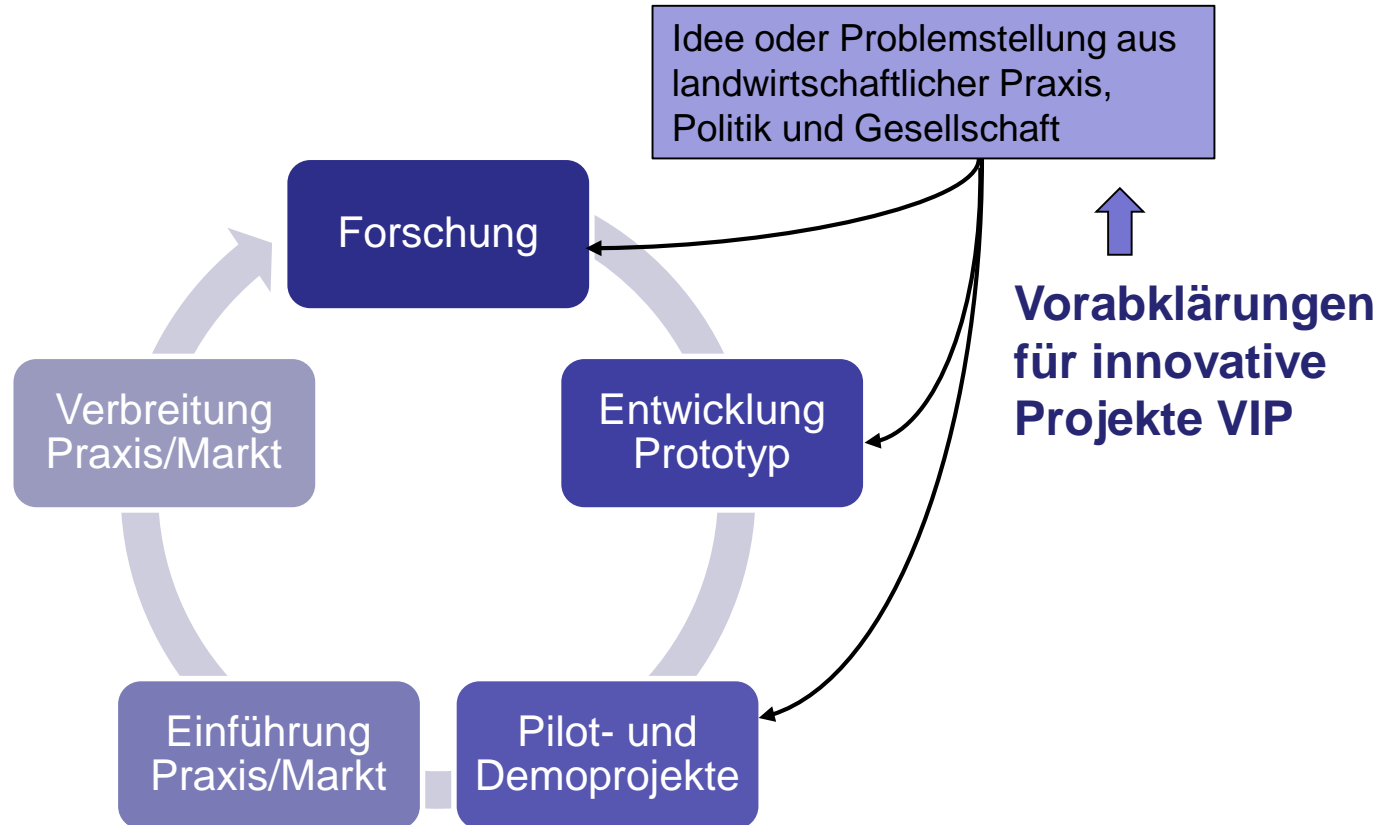 Idee oder Problemstellung aus
landwirtschaftlicher Praxis,
Politik und Gesellschaft
Forschung
Vorabklärungen
für innovative
Projekte VIP
Entwicklung
Prototyp
Pilot- und
Demoprojekte
Einführung
Praxis/Markt
Verbreitung
Praxis/Markt